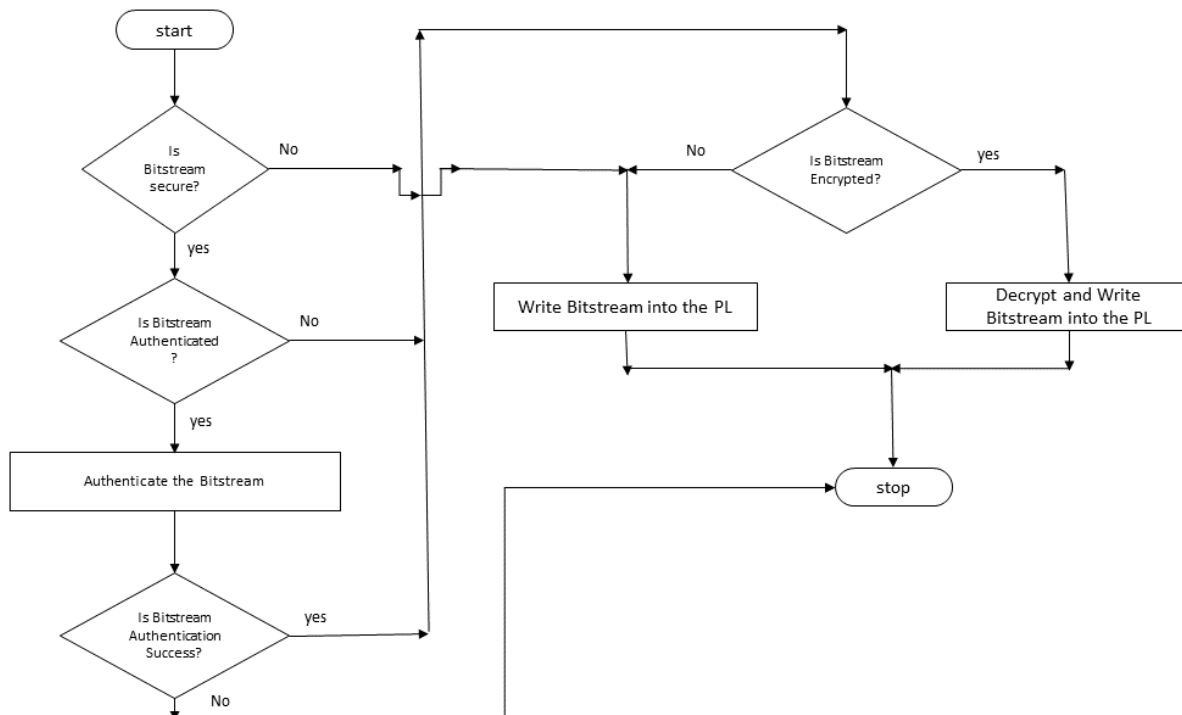 start
Is
Bitstream
secure?
No
yes
Is Bitstream
Authenticated
?
No
yes
Authenticate the Bitstream
Is Bitstream
Authentication
Success?
yes
No
Is Bitstream
Encrypted?
No
yes
Write Bitstream into the PL
Decrypt and Write
Bitstream into the PL
stop